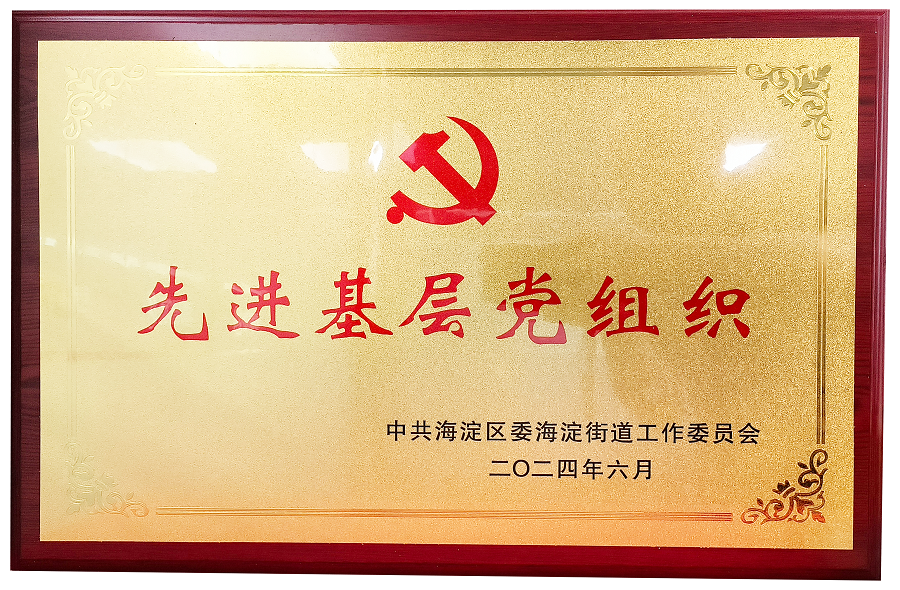 先进基层党组织
中共海淀区委海淀街道工作委员会
二〇二四年六月